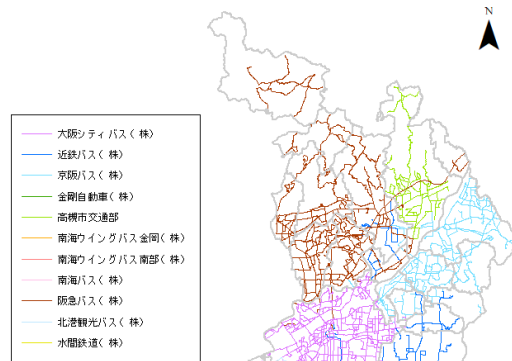 N
大阪シティバス(株)
近鉄バス(株)
京阪バス(株)
金剛自動車(株)
高槻市交通部
南海ウイングバス金岡(株)
南海ウイングバス南部(株)
南海バス(株)
阪急バス(株)
北港観光バス(株)
水間鉄道(株)